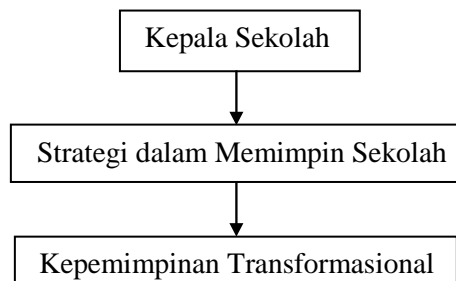 Kepala Sekolah
Strategi dalam Memimpin Sekolah
Kepemimpinan Transformasional